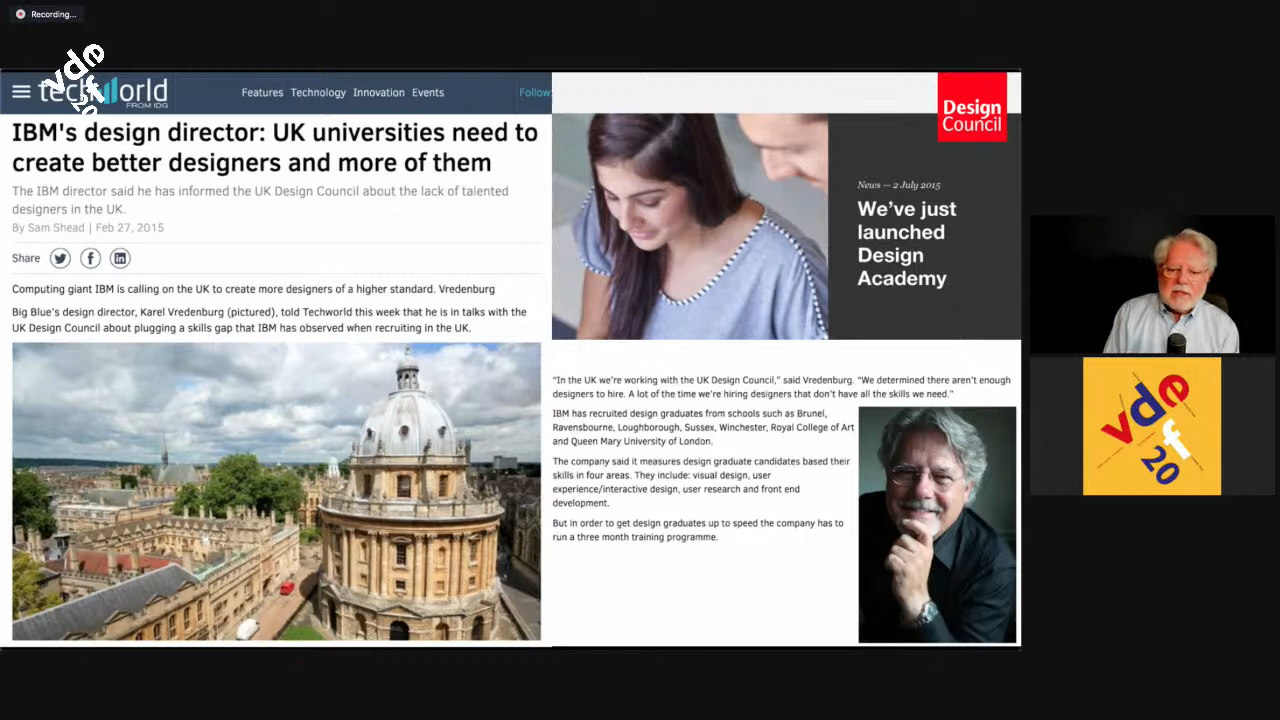 Recording...
vdef
20
techworld
FROM IDG
Features Technology Innovation Events
Follow:
IBM's design director: UK universities need to
create better designers and more of them
The IBM director said he has informed the UK Design Council about the lack of talented
designers in the UK.
By Sam Shead | Feb 27, 2015
Share
Computing giant IBM is calling on the UK to create more designers of a higher standard. Vredenburg
Big Blue's design director, Karel Vredenburg (pictured), told Techworld this week that he is in talks with the
UK Design Council about plugging a skills gap that IBM has observed when recruiting in the UK.
Design
Council
News — 2 July 2015
We've just
launched
Design
Academy
"In the UK we're working with the UK Design Council," said Vredenburg. "We determined there aren't enough
designers to hire. A lot of the time we're hiring designers that don't have all the skills we need."
IBM has recruited design graduates from schools such as Brunel,
Ravensbourne, Loughborough, Sussex, Winchester, Royal College of Art
and Queen Mary University of London.
The company said it measures design graduate candidates based their
skills in four areas. They include: visual design, user
experience/interactive design, user research and front end
development.
But in order to get design graduates up to speed the company has to
run a three month training programme.
vdef
20